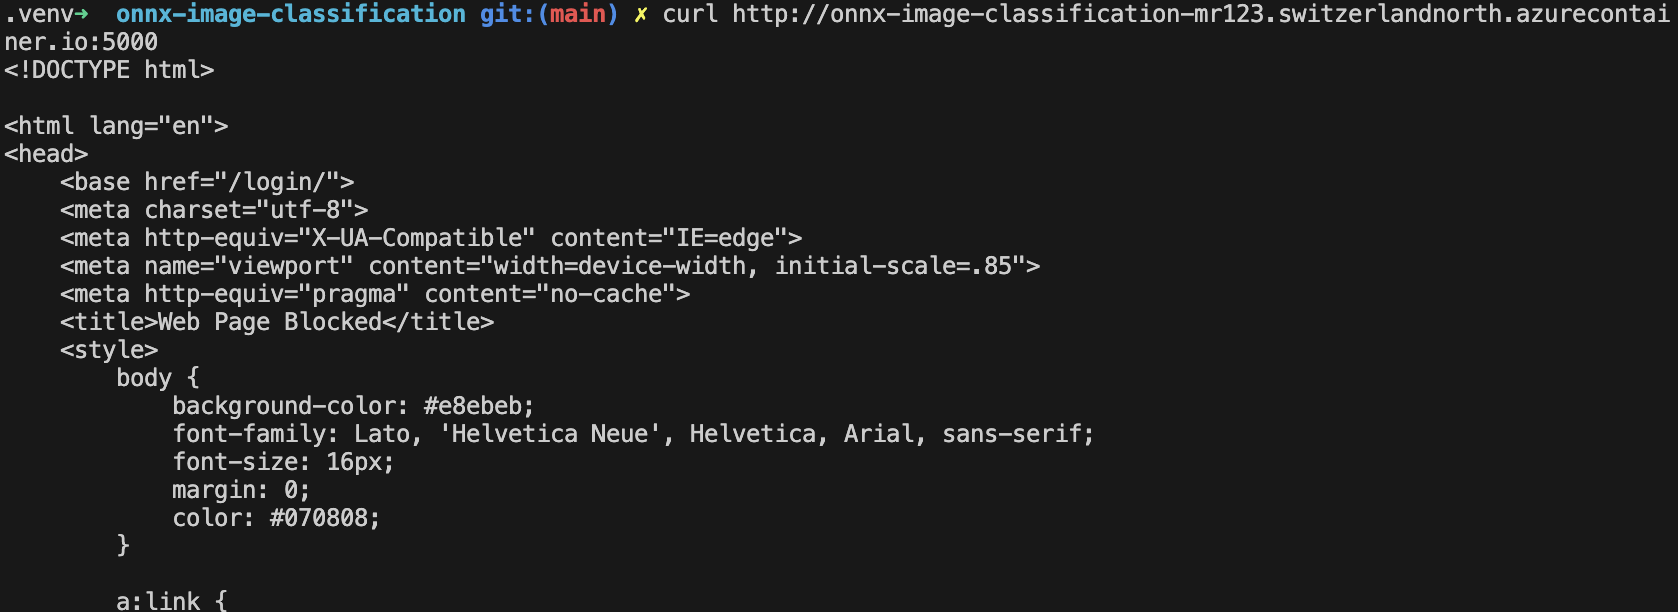 .venv→ onnx-image-classification git:(main) ✗ curl http://onnx-image-classification-mr123.switzerlandnorth.azurecontai
ner.io:5000
<!DOCTYPE html>

<html lang="en">
<head>
    <base href="/login/">
    <meta charset="utf-8">
    <meta http-equiv="X-UA-Compatible" content="IE=edge">
    <meta name="viewport" content="width=device-width, initial-scale=.85">
    <meta http-equiv="pragma" content="no-cache">
    <title>Web Page Blocked</title>
    <style>
        body {
            background-color: #e8ebeb;
            font-family: Lato, 'Helvetica Neue', Helvetica, Arial, sans-serif;
            font-size: 16px;
            margin: 0;
            color: #070808;
        }

        a:link {